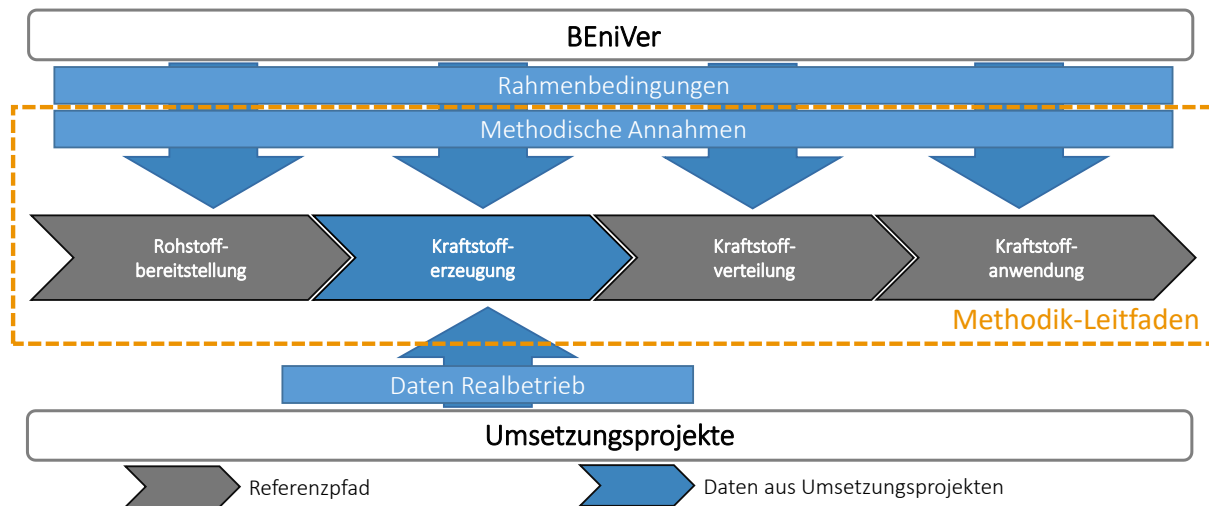 BEniVer
Rahmenbedingungen
Methodische Annahmen
Rohstoff-
bereitstellung
Kraftstoff-
erzeugung
Kraftstoff-
verteilung
Kraftstoff-
anwendung
Methodik-Leitfaden
Daten Realbetrieb
Umsetzungsprojekte
Referenzpfad
Daten aus Umsetzungsprojekten